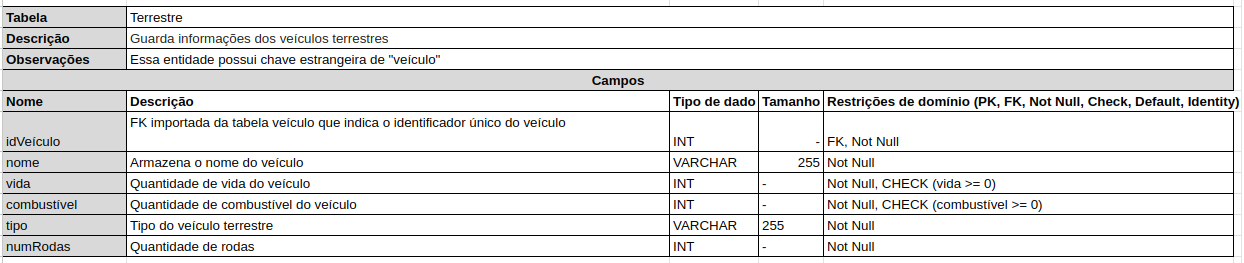 Tabela Terrestre
Descrição Guarda informações dos veículos terrestres
Observações Essa entidade possui chave estrangeira de "veículo"
Campos
Nome Descrição Tipo de dado Tamanho Restrições de domínio (PK, FK, Not Null, Check, Default, Identity)
idVeículo FK importada da tabela veículo que indica o identificador único do veículo INT - FK, Not Null
nome Armazena o nome do veículo VARCHAR 255 Not Null
vida Quantidade de vida do veículo INT - Not Null, CHECK (vida >= 0)
combustível Quantidade de combustível do veículo INT - Not Null, CHECK (combustível >= 0)
tipo Tipo do veículo terrestre VARCHAR 255 Not Null
numRodas Quantidade de rodas INT - Not Null